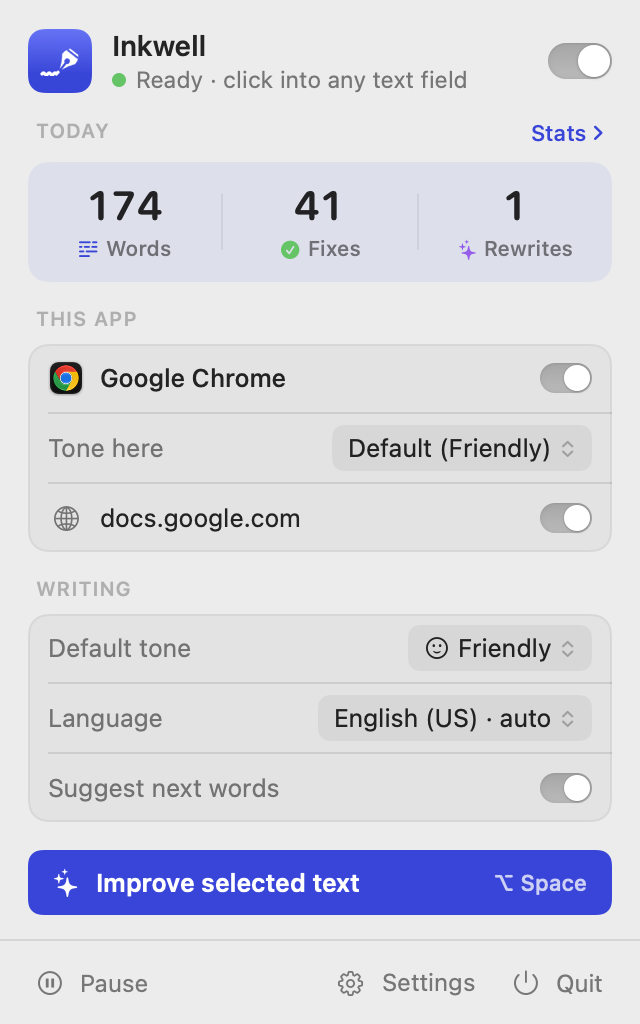 Inkwell
Ready · click into any text field
TODAY
Stats
174
41
1
Words
Fixes
Rewrites
THIS APP
Google Chrome
Tone here
Default (Friendly)
docs.google.com
WRITING
Default tone
Friendly
Language
English (US) · auto
Suggest next words
Improve selected text
⌥ Space
Pause
Settings
Quit